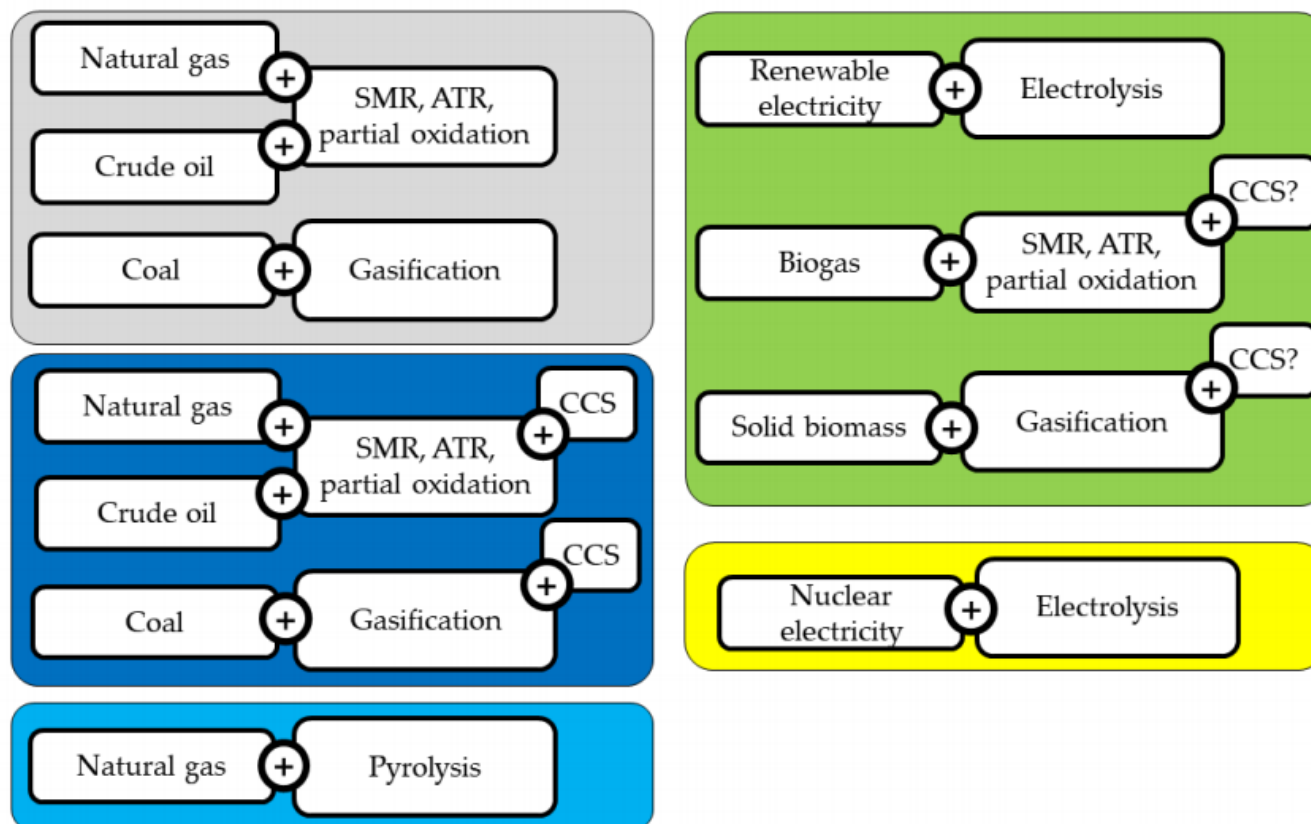 Natural gas
+
SMR, ATR,
partial oxidation
+
Crude oil
Coal
+
Gasification
Natural gas
+
SMR, ATR,
partial oxidation
+
CCS
Crude oil
+
Coal
+
Gasification
+
CCS
Natural gas
+
Pyrolysis
Renewable
electricity
+
Electrolysis
Biogas
+
SMR, ATR,
partial oxidation
+
CCS?
Solid biomass
+
Gasification
+
CCS?
Nuclear
electricity
+
Electrolysis